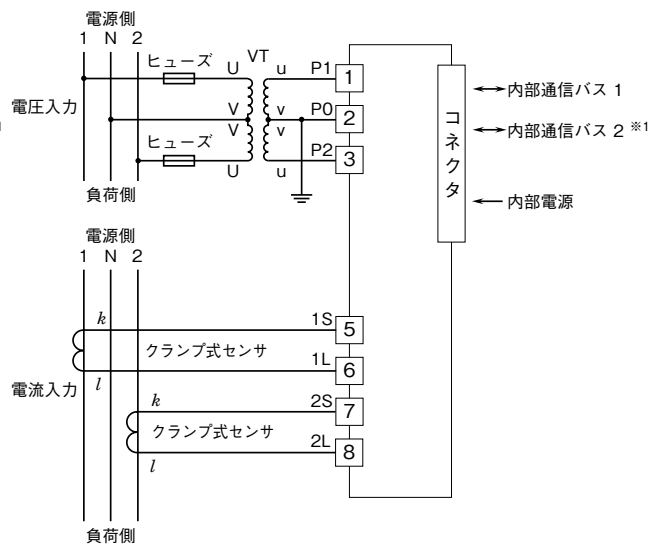 電源側
1 N 2
ヒューズ
U
VT
u
P1
1
電圧入力
V
v
P0
2
V
v
ヒューズ
P2
3
U
u
負荷側
コネクタ
内部通信バス 1
内部通信バス 2 ※1
内部電源
電源側
1 N 2
k
1S
5
クランプ式センサ
l
1L
6
電流入力
k
2S
7
クランプ式センサ
l
2L
8
負荷側